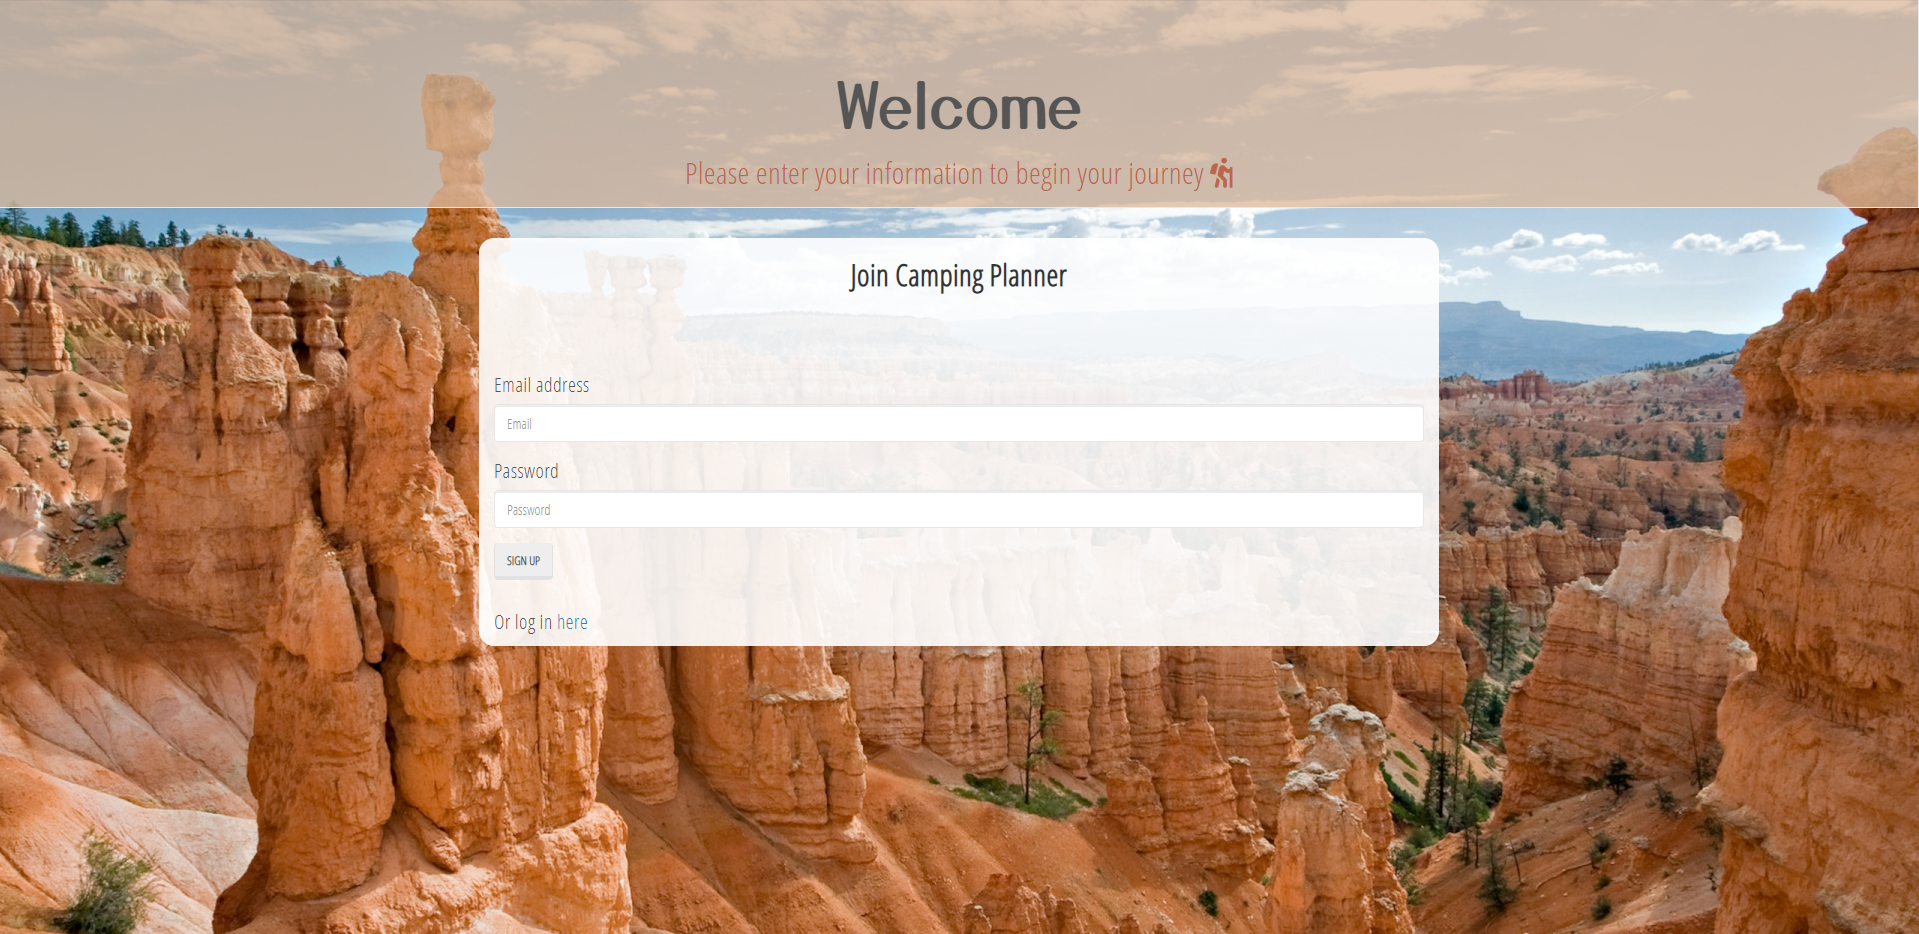 Welcome
Please enter your information to begin your journey
Join Camping Planner
Email address
Email
Password
Password
SIGN UP
Or log in here